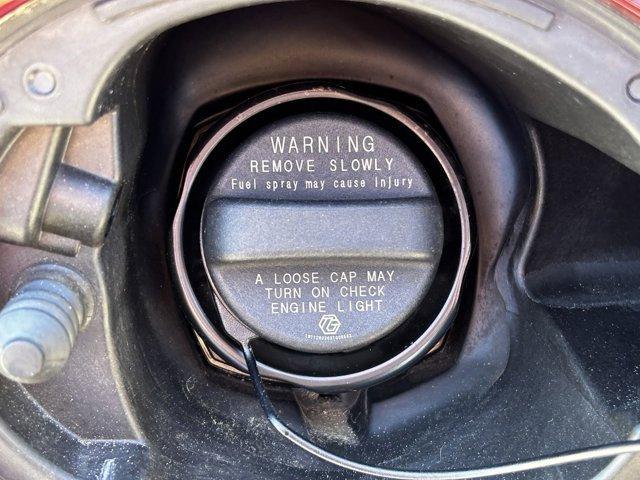 WARNING
REMOVE SLOWLY
Fuel spray may cause Injury
A LOOSE CAP MAY
TURN ON CHECK
ENGINE LIGHT